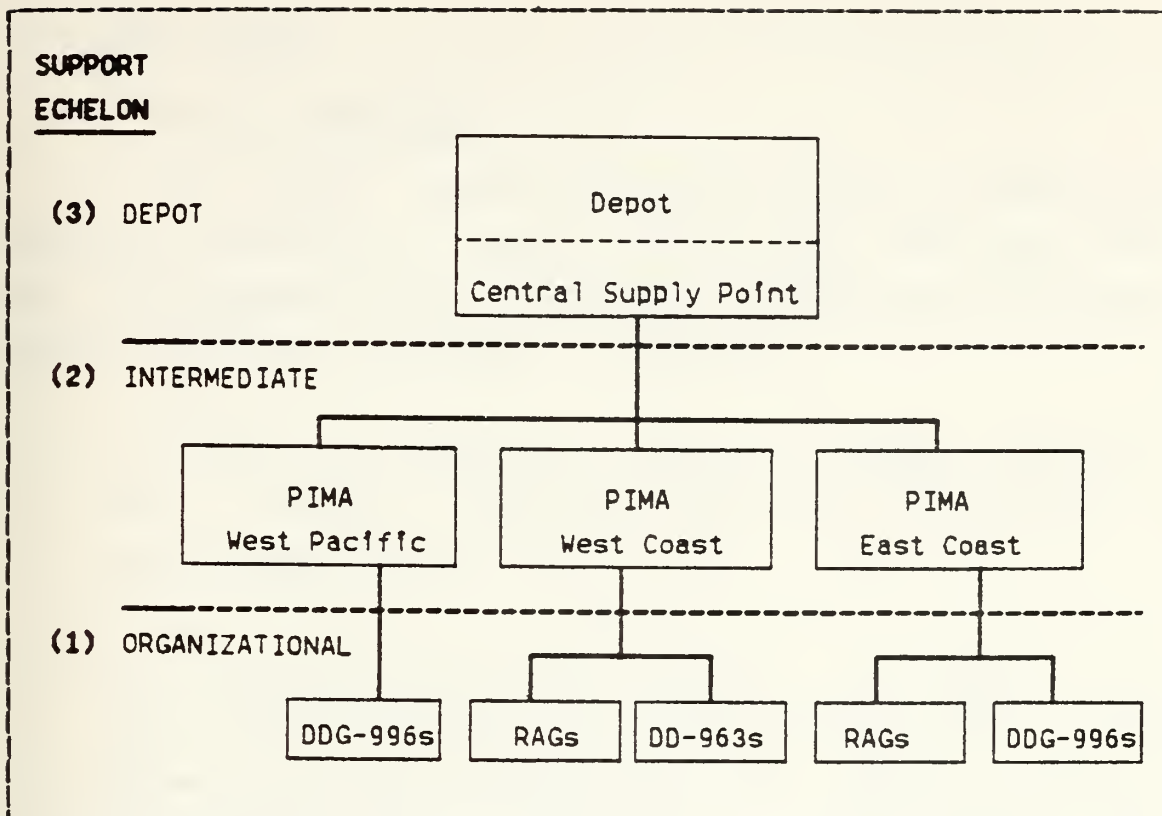 SUPPORT
ECHELON
(3) DEPOT
Depot
Central Supply Point
(2) INTERMEDIATE
PIMA
West Pacific
PIMA
West Coast
PIMA
East Coast
(1) ORGANIZATIONAL
DDG-996s
RAGs
DD-963s
RAGs
DDG-996s